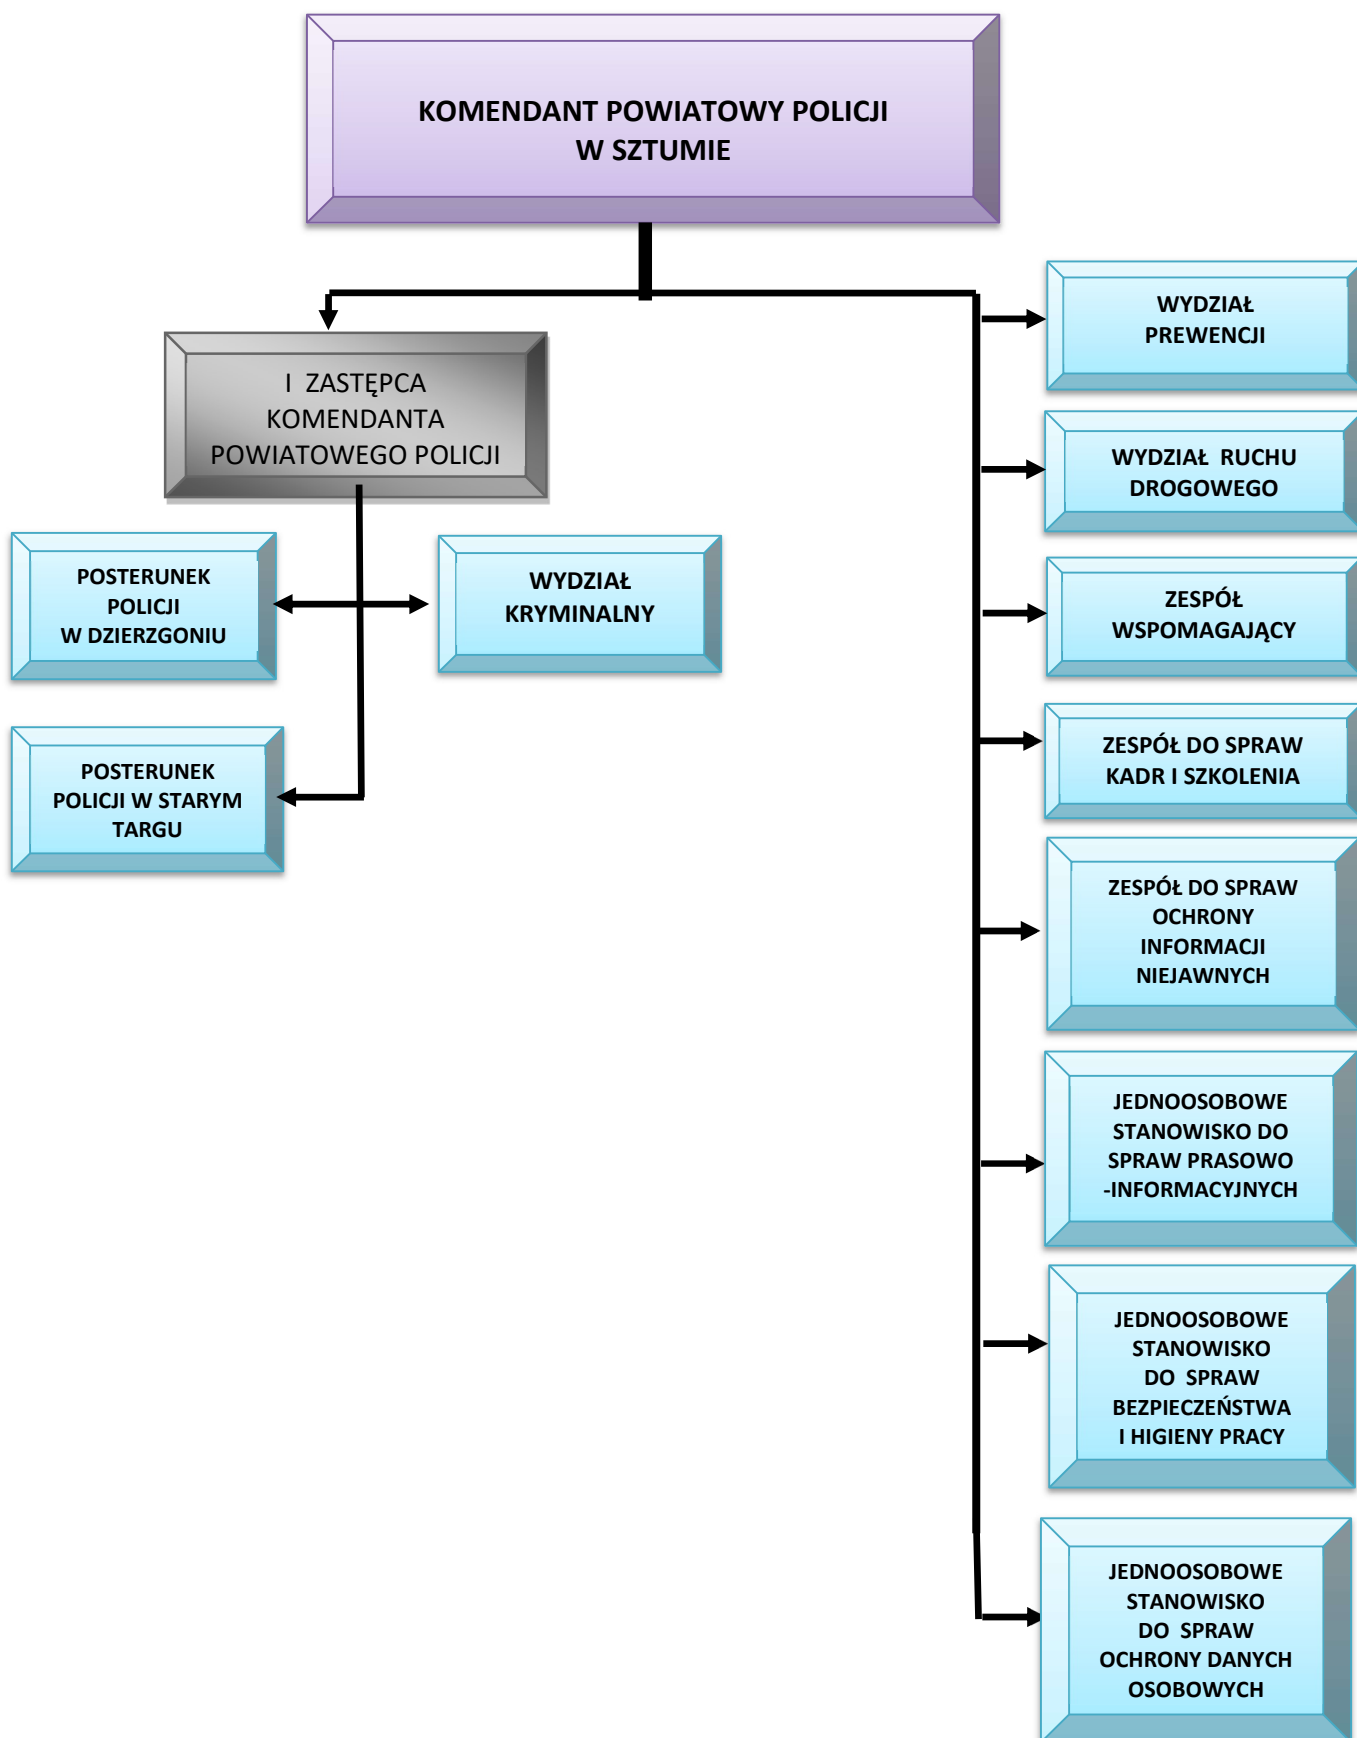 KOMENDANT POWIATOWY POLICJI
W SZTUMIE
I ZASTĘPCA
KOMENDANTA
POWIATOWEGO POLICJI
POSTERUNEK
POLICJI
W DZIERZGONIU
WYDZIAŁ
KRYMINALNY
POSTERUNEK
POLICJI W STARYM
TARGU
WYDZIAŁ
PREWENCJI
WYDZIAŁ RUCHU
DROGOWEGO
ZESPÓŁ
WSPOMAGAJĄCY
ZESPÓŁ DO SPRAW
KADR I SZKOLENIA
ZESPÓŁ DO SPRAW
OCHRONY
INFORMACJI
NIEJAWNYCH
JEDNOOSOBOWE
STANOWISKO DO
SPRAW PRASOWO
-INFORMACYJNYCH
JEDNOOSOBOWE
STANOWISKO
DO SPRAW
BEZPIECZEŃSTWA
I HIGIENY PRACY
JEDNOOSOBOWE
STANOWISKO
DO SPRAW
OCHRONY DANYCH
OSOBOWYCH